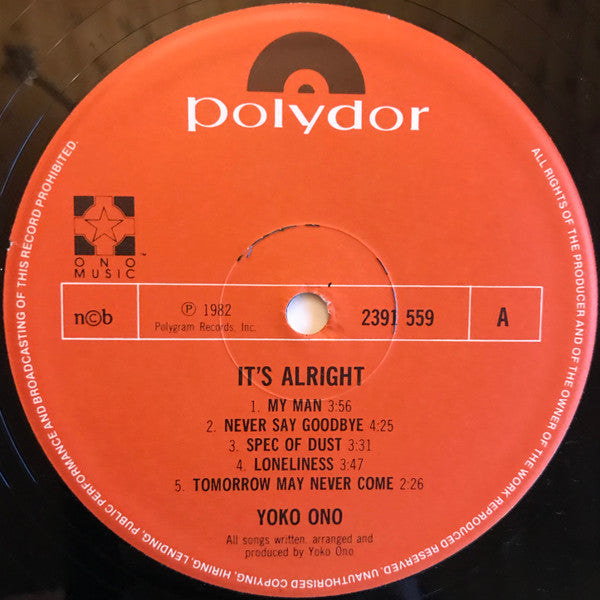 polydor
ONO
MUSIC
™
n©b
℗ 1982
Polygram Records, Inc.
2391 559
A
IT'S ALRIGHT
1. MY MAN 3:56
2. NEVER SAY GOODBYE 4:25
3. SPEC OF DUST 3:31
4. LONELINESS 3:47
5. TOMORROW MAY NEVER COME 2:26
YOKO ONO
All songs written, arranged and
produced by Yoko Ono
ALL RIGHTS OF THE PRODUCER AND OF THE OWNER OF THE WORK REPRODUCED RESERVED. UNAUTHORISED COPYING, HIRING, LENDING, PUBLIC PERFORMANCE AND BROADCASTING OF THIS RECORD PROHIBITED.